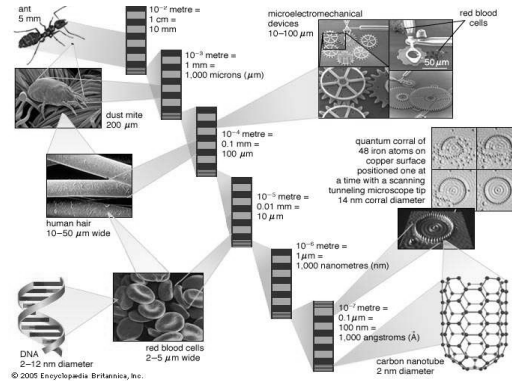 ant
5 mm
10⁻² metre =
1 cm =
10 mm
microelectromechanical
devices
10–100 µm
red blood
cells
50 µm
10⁻³ metre =
1 mm =
1,000 microns (µm)
dust mite
200 µm
10⁻⁴ metre =
0.1 mm =
100 µm
quantum corral of
48 iron atoms on
copper surface
positioned one at
a time with a scanning
tunneling microscope tip
14 nm corral diameter
human hair
10–50 µm wide
10⁻⁵ metre =
0.01 mm =
10 µm
10⁻⁶ metre =
1 µm =
1,000 nanometres (nm)
10⁻⁷ metre =
0.1 µm =
100 nm =
1,000 angstroms (Å)
DNA
2–12 nm diameter
red blood cells
2–5 µm wide
carbon nanotube
2 nm diameter
© 2005 Encyclopædia Britannica, Inc.